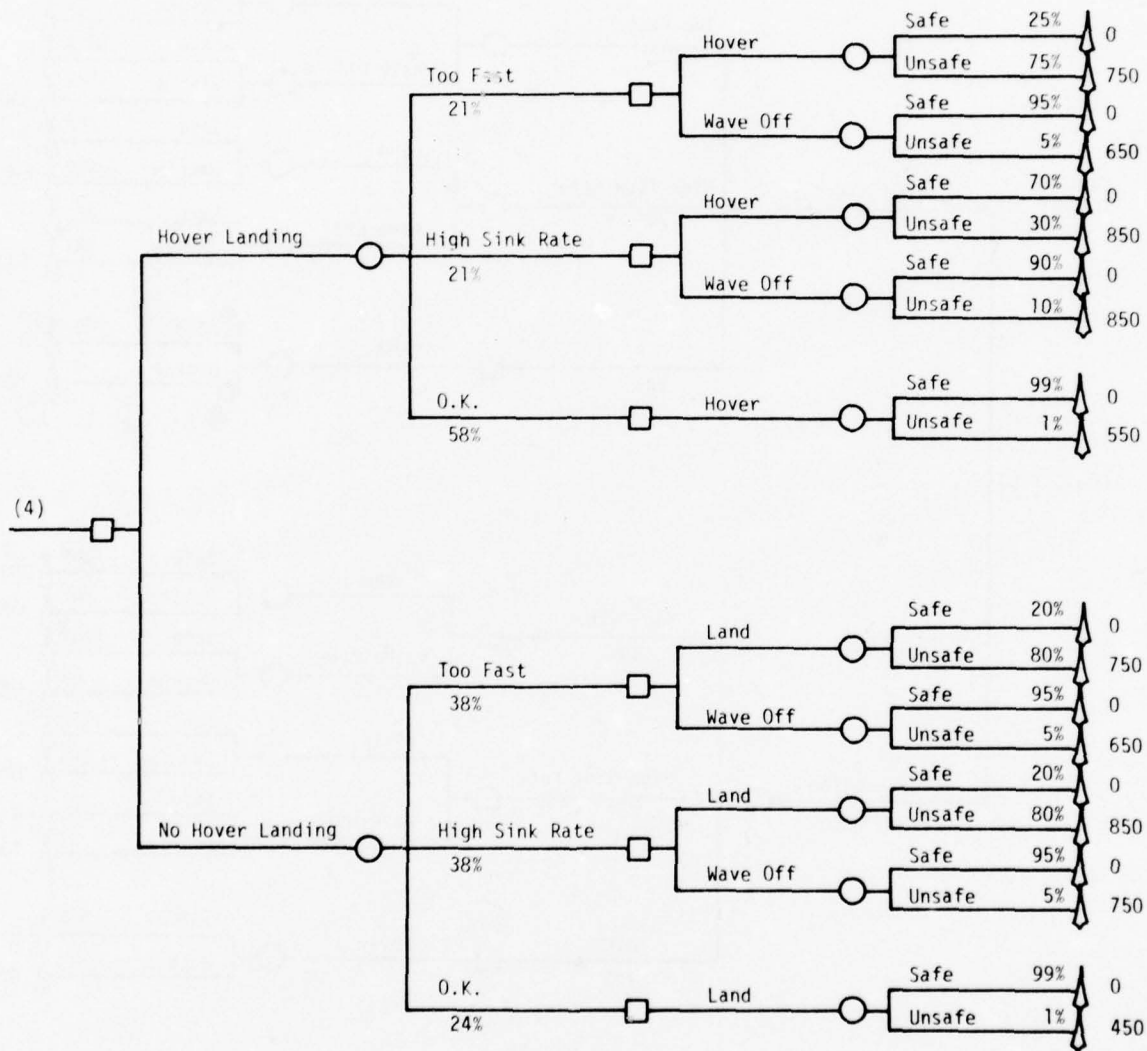 Safe 25% 0
Hover
Unsafe 75% 750
Too Fast
21%
Safe 95% 0
Wave Off
Unsafe 5% 650
Safe 70% 0
Hover
Unsafe 30% 850
Hover Landing
High Sink Rate
21%
Safe 90% 0
Wave Off
Unsafe 10% 850
Safe 99% 0
O.K.
58%
Hover
Unsafe 1% 550
(4)
Safe 20% 0
Land
Unsafe 80% 750
Too Fast
38%
Safe 95% 0
Wave Off
Unsafe 5% 650
Safe 20% 0
Land
Unsafe 80% 850
No Hover Landing
High Sink Rate
38%
Safe 95% 0
Wave Off
Unsafe 5% 750
Safe 99% 0
O.K.
24%
Land
Unsafe 1% 450